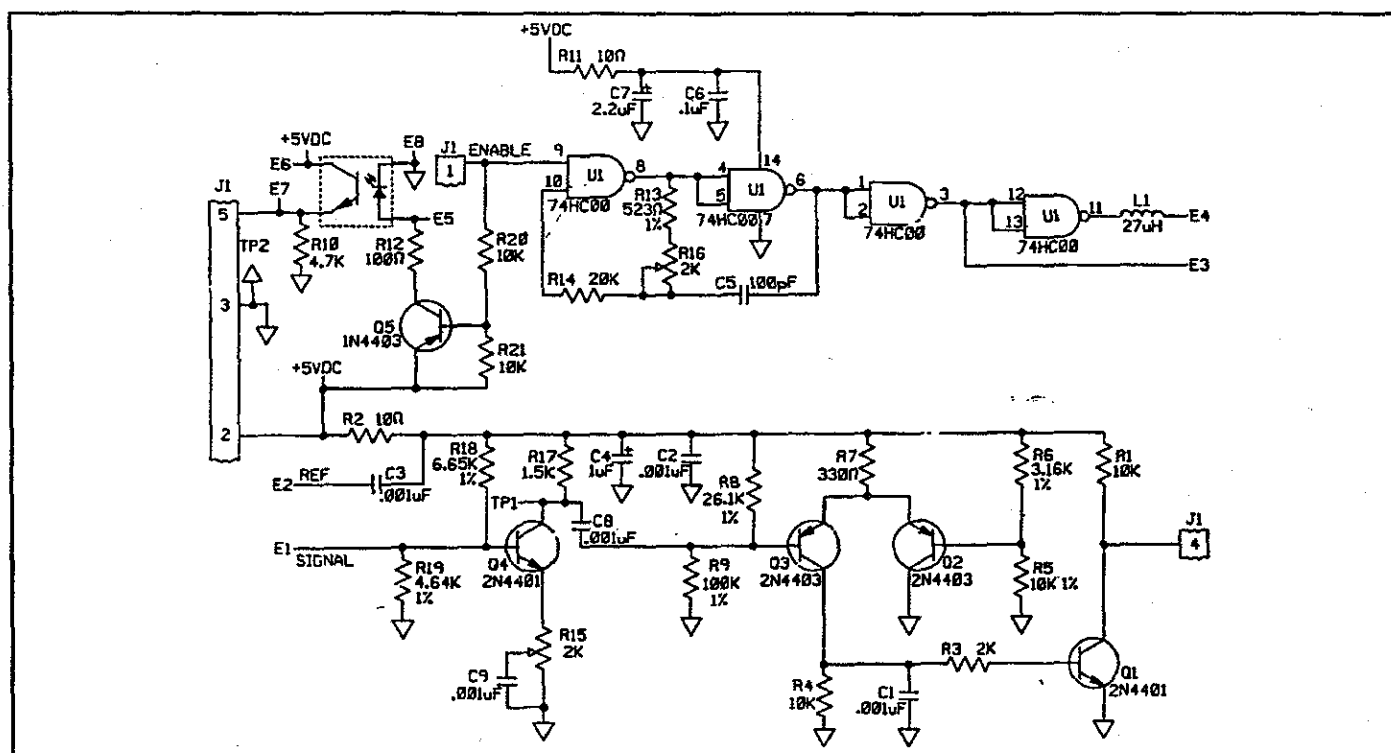 +5VDC
R11 10Ω
C7
2.2uF
C6
.1uF
+5VDC
E6
E8
J1
1
ENABLE
9
10
U1
8
74HC00
4
5
14
U1
6
74HC00
7
1
2
U1
3
74HC00
12
13
U1
11
74HC00
L1
27uH
E4
E3
J1
5
E7
E5
TP2
R10
4.7K
R12
100Ω
R20
10K
R13
523Ω
1%
R16
2K
R14 20K
C5
100pF
3
Q5
1N4403
R21
10K
+5VDC
2
R2 10Ω
E2
REF
C3
.001uF
R18
6.65K
1%
R17
1.5K
C4
1uF
C2
.001uF
R8
26.1K
1%
R7
330Ω
R6
3.16K
1%
R1
10K
TP1
C8
.001uF
J1
4
E1
SIGNAL
R19
4.64K
1%
Q4
2N4401
R9
100K
1%
Q3
2N4403
Q2
2N4403
R5
10K 1%
R15
2K
C9
.001uF
R3 2K
R4
10K
C1
.001uF
Q1
2N4401